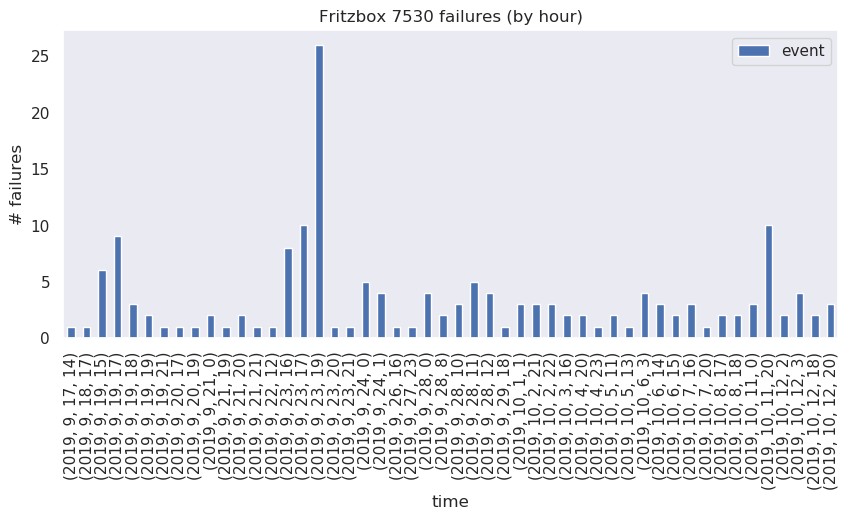 Fritzbox 7530 failures (by hour)
event
# failures
25
20
15
10
5
0
(2019, 9, 17, 14)
(2019, 9, 18, 17)
(2019, 9, 19, 15)
(2019, 9, 19, 17)
(2019, 9, 19, 18)
(2019, 9, 19, 19)
(2019, 9, 19, 21)
(2019, 9, 20, 17)
(2019, 9, 20, 19)
(2019, 9, 21, 0)
(2019, 9, 21, 19)
(2019, 9, 21, 20)
(2019, 9, 21, 21)
(2019, 9, 22, 12)
(2019, 9, 23, 16)
(2019, 9, 23, 17)
(2019, 9, 23, 19)
(2019, 9, 23, 20)
(2019, 9, 23, 21)
(2019, 9, 24, 0)
(2019, 9, 24, 1)
(2019, 9, 26, 16)
(2019, 9, 27, 23)
(2019, 9, 28, 0)
(2019, 9, 28, 8)
(2019, 9, 28, 10)
(2019, 9, 28, 11)
(2019, 9, 28, 12)
(2019, 9, 29, 18)
(2019, 10, 1, 1)
(2019, 10, 2, 21)
(2019, 10, 2, 22)
(2019, 10, 3, 16)
(2019, 10, 4, 20)
(2019, 10, 4, 23)
(2019, 10, 5, 11)
(2019, 10, 5, 13)
(2019, 10, 6, 3)
(2019, 10, 6, 14)
(2019, 10, 6, 15)
(2019, 10, 7, 16)
(2019, 10, 7, 20)
(2019, 10, 8, 17)
(2019, 10, 8, 18)
(2019, 10, 11, 0)
(2019, 10, 11, 20)
(2019, 10, 12, 2)
(2019, 10, 12, 3)
(2019, 10, 12, 18)
(2019, 10, 12, 20)
time